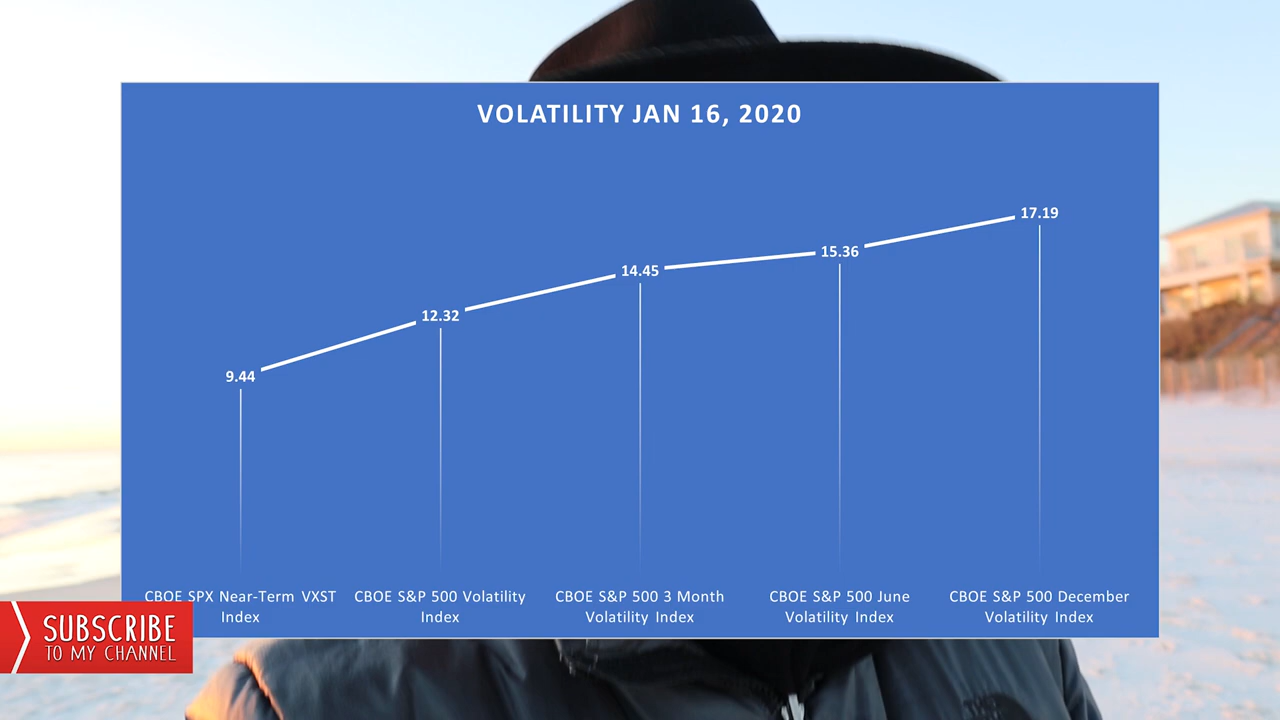 VOLATILITY JAN 16, 2020
17.19
15.36
14.45
12.32
9.44
CBOE SPX Near-Term VXST
Index
CBOE S&P 500 Volatility
Index
CBOE S&P 500 3 Month
Volatility Index
CBOE S&P 500 June
Volatility Index
CBOE S&P 500 December
Volatility Index
SUBSCRIBE
TO MY CHANNEL